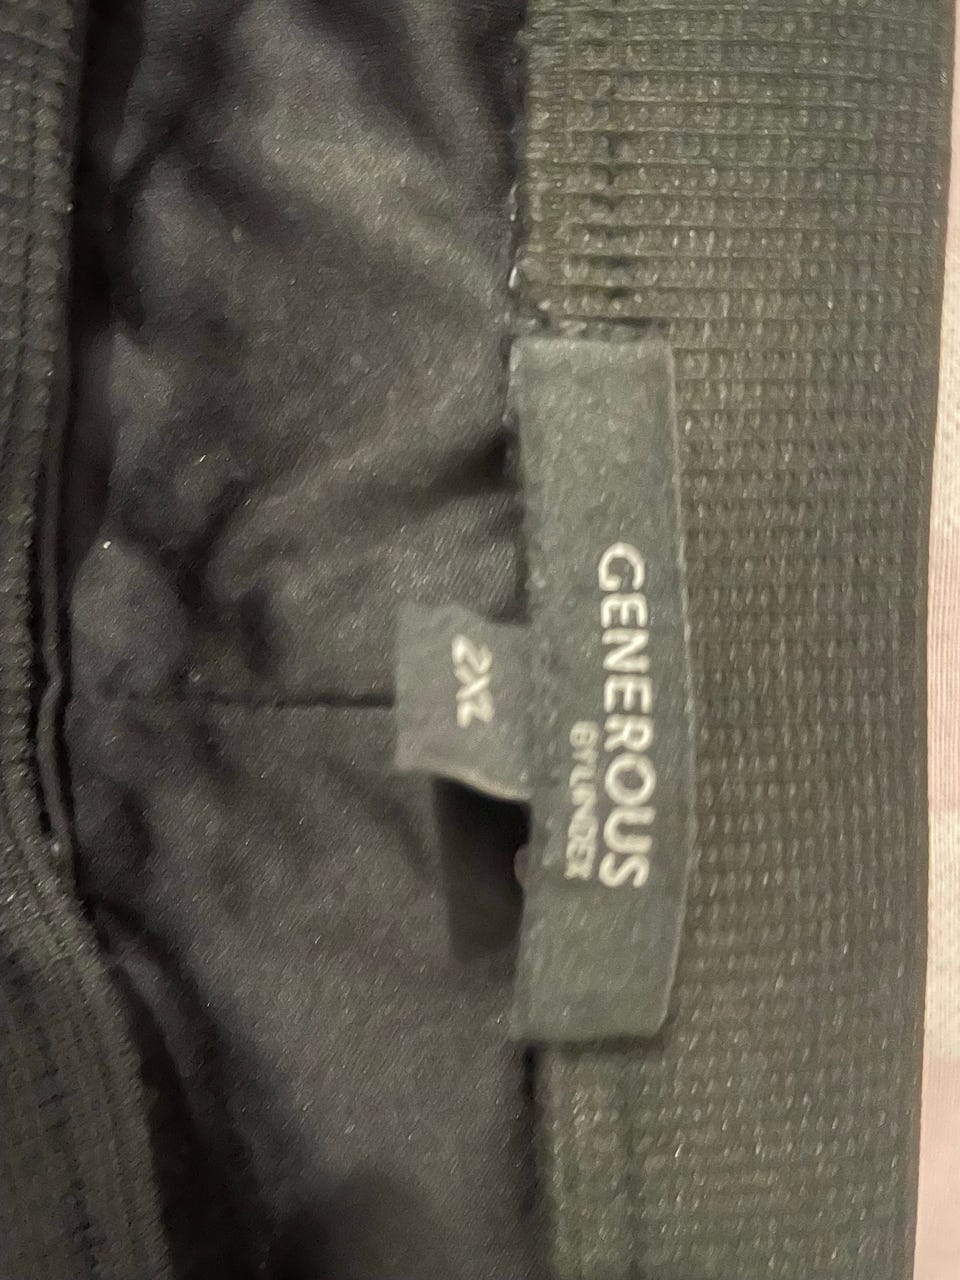 GENEROUS
BY LINDEX
2XL